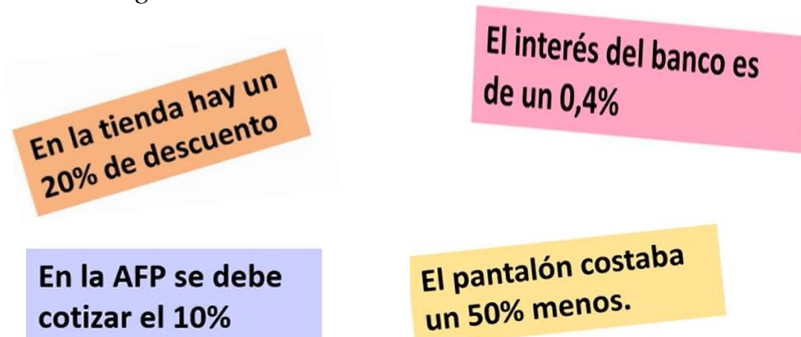 En la tienda hay un
20% de descuento
El interés del banco es
de un 0,4%
En la AFP se debe
cotizar el 10%
El pantalón costaba
un 50% menos.